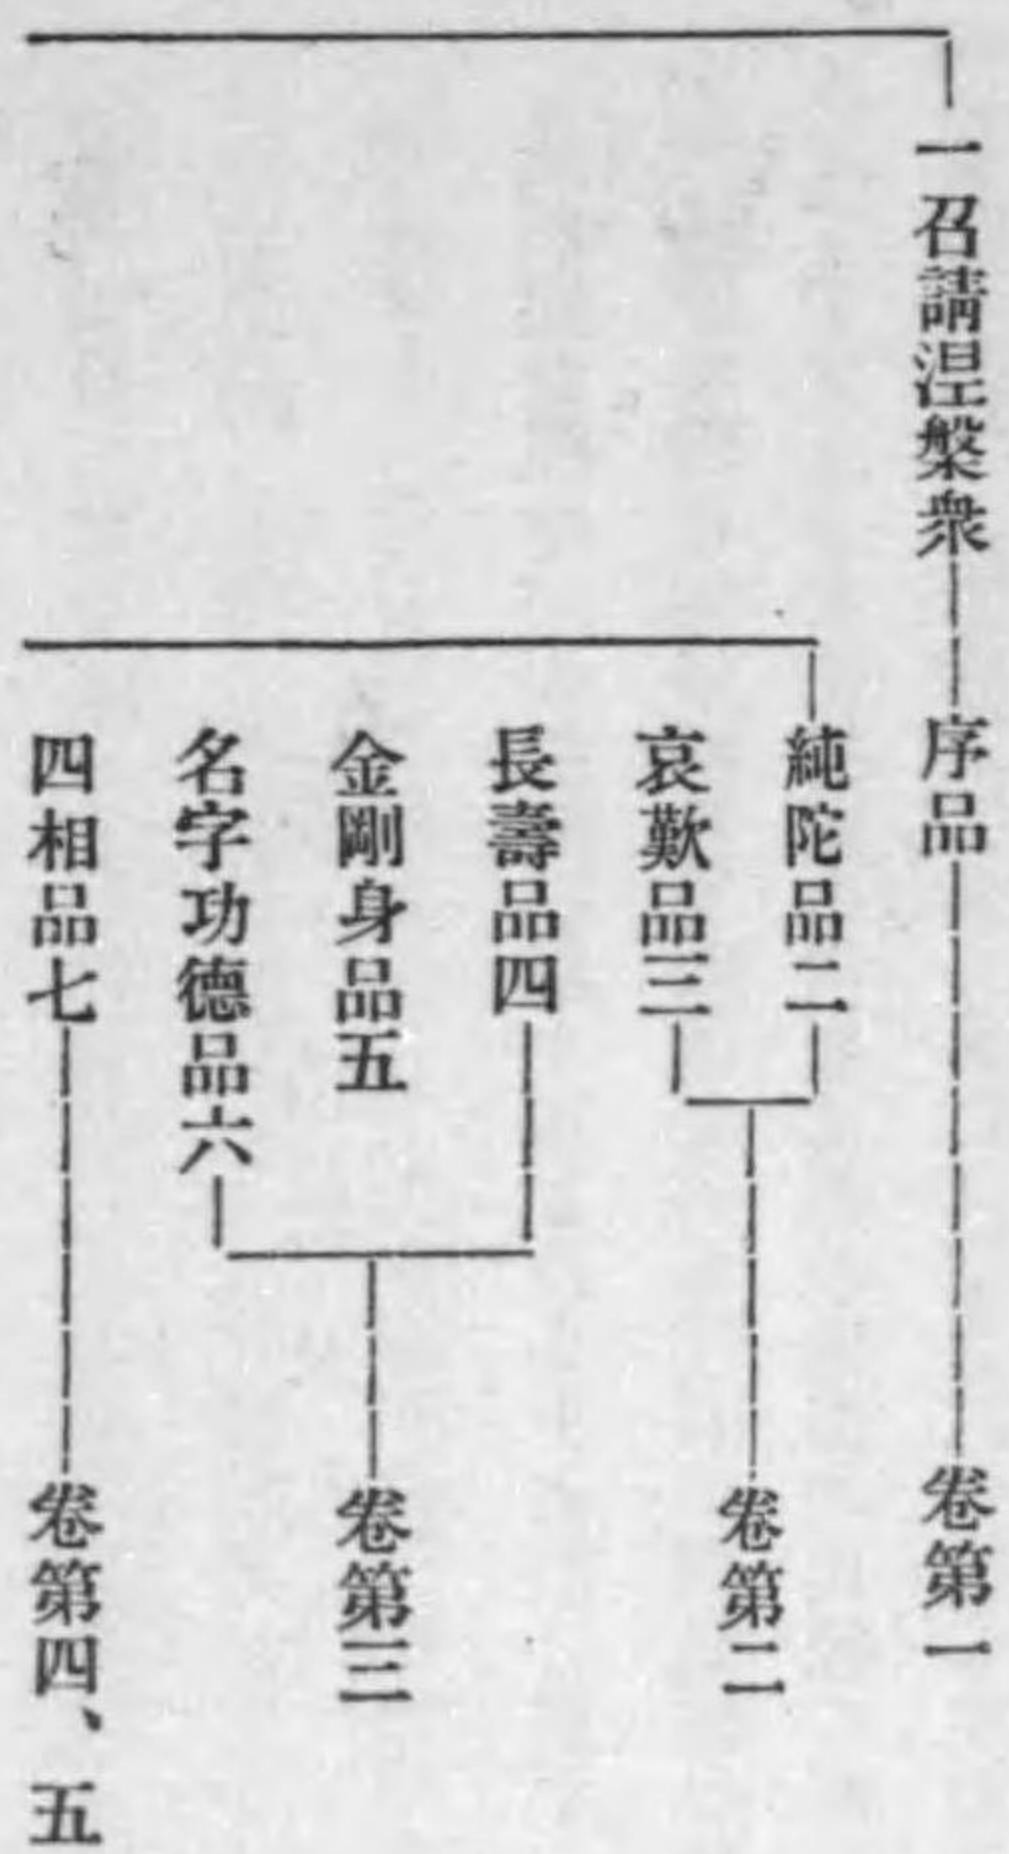 一召請涅槃衆
序品
卷第一
純陀品二
哀歎品三
卷第二
長壽品四
金剛身品五
名字功德品六
卷第三
四相品七
卷第四、五